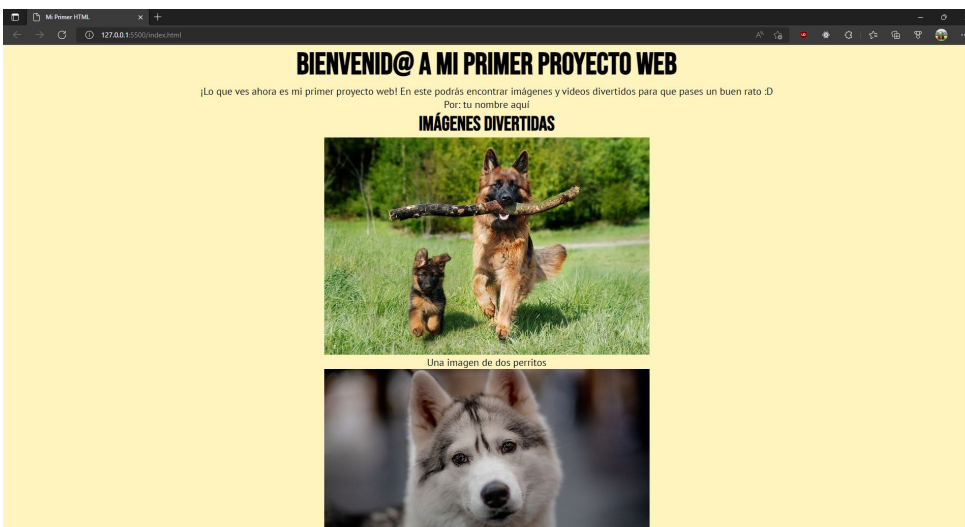 Mi Primer HTML
127.0.0.1:5500/index.html
BIENVENID@ A MI PRIMER PROYECTO WEB
¡Lo que ves ahora es mi primer proyecto web! En este podrás encontrar imágenes y videos divertidos para que pases un buen rato :D
Por: tu nombre aquí
IMÁGENES DIVERTIDAS
Una imagen de dos perritos